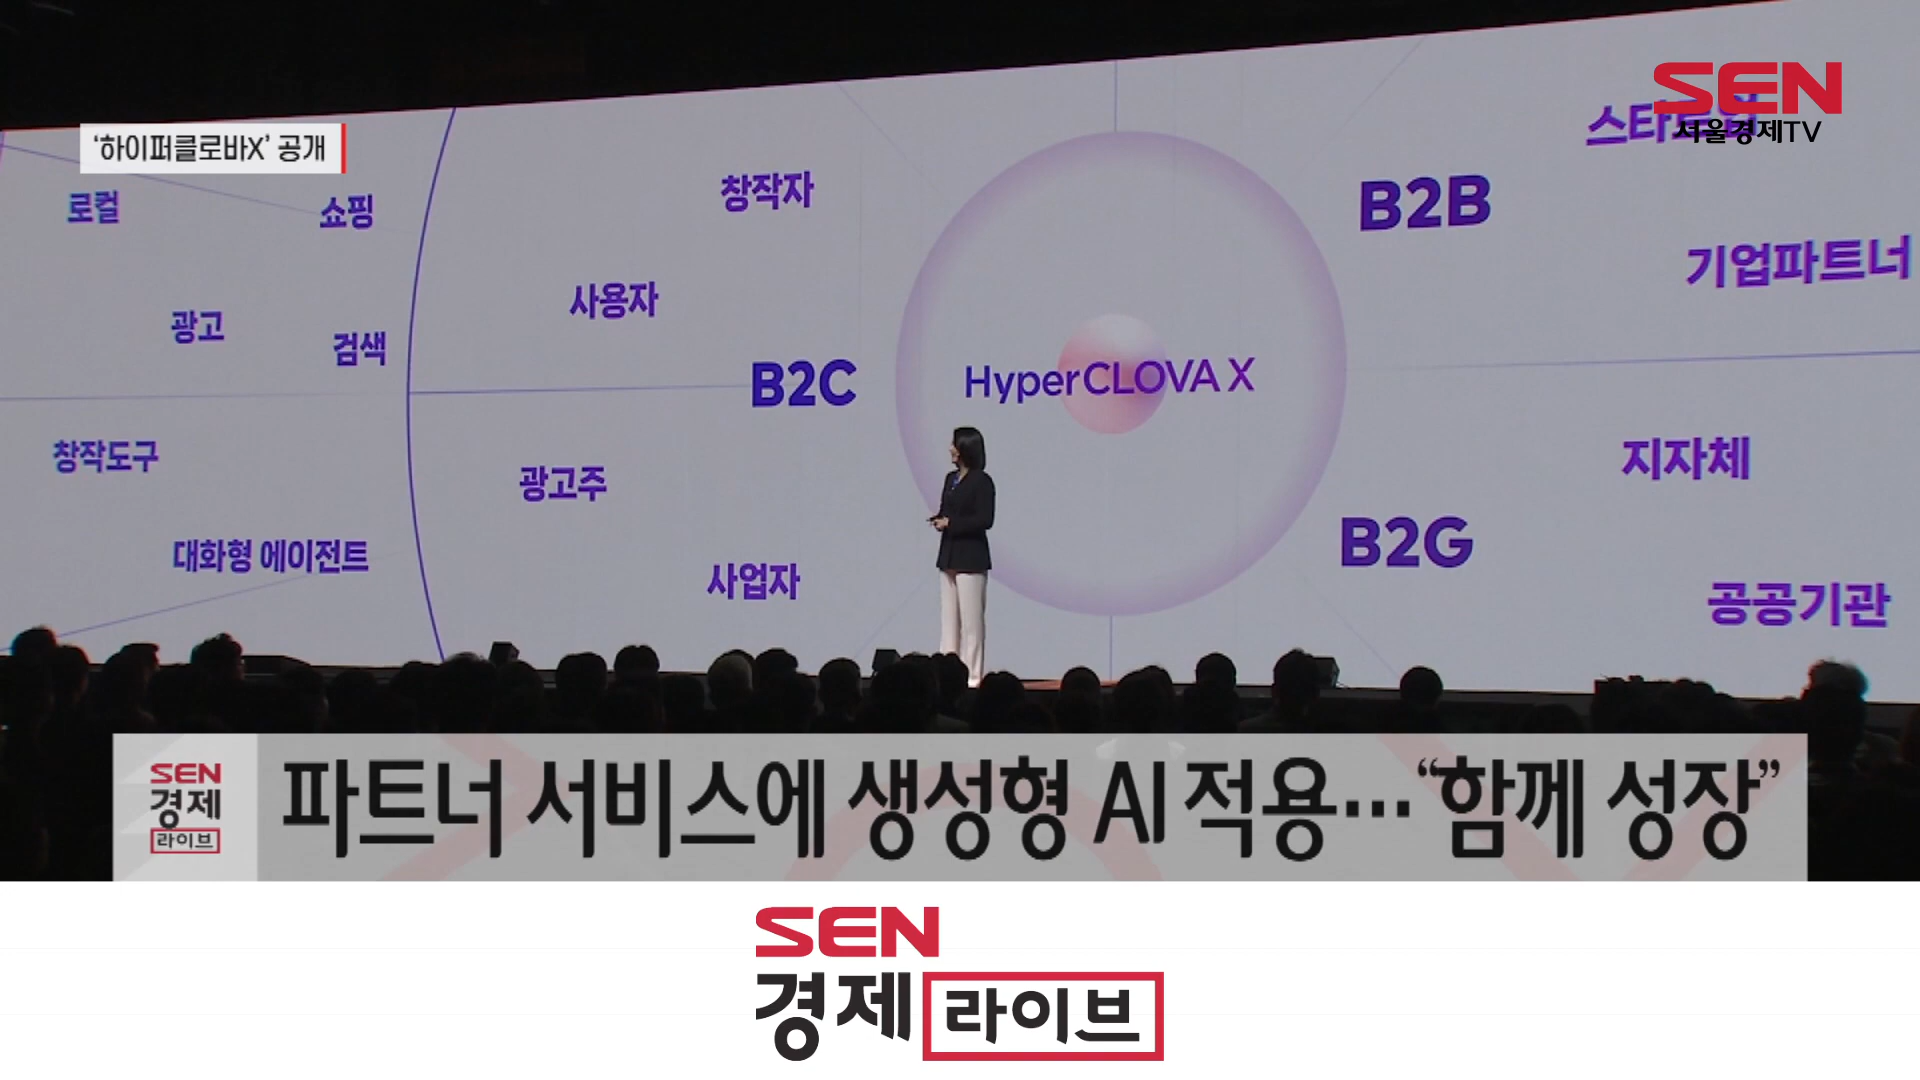 SEN
서울경제TV
‘하이퍼클로바X’ 공개
로컬
쇼핑
광고
검색
창작도구
대화형 에이전트
창작자
사용자
B2C
광고주
사업자
HyperCLOVA X
B2B
기업파트너
지자체
B2G
공공기관
SEN
경제
라이브
파트너 서비스에 생성형 AI 적용…“함께 성장”
SEN
경제 라이브